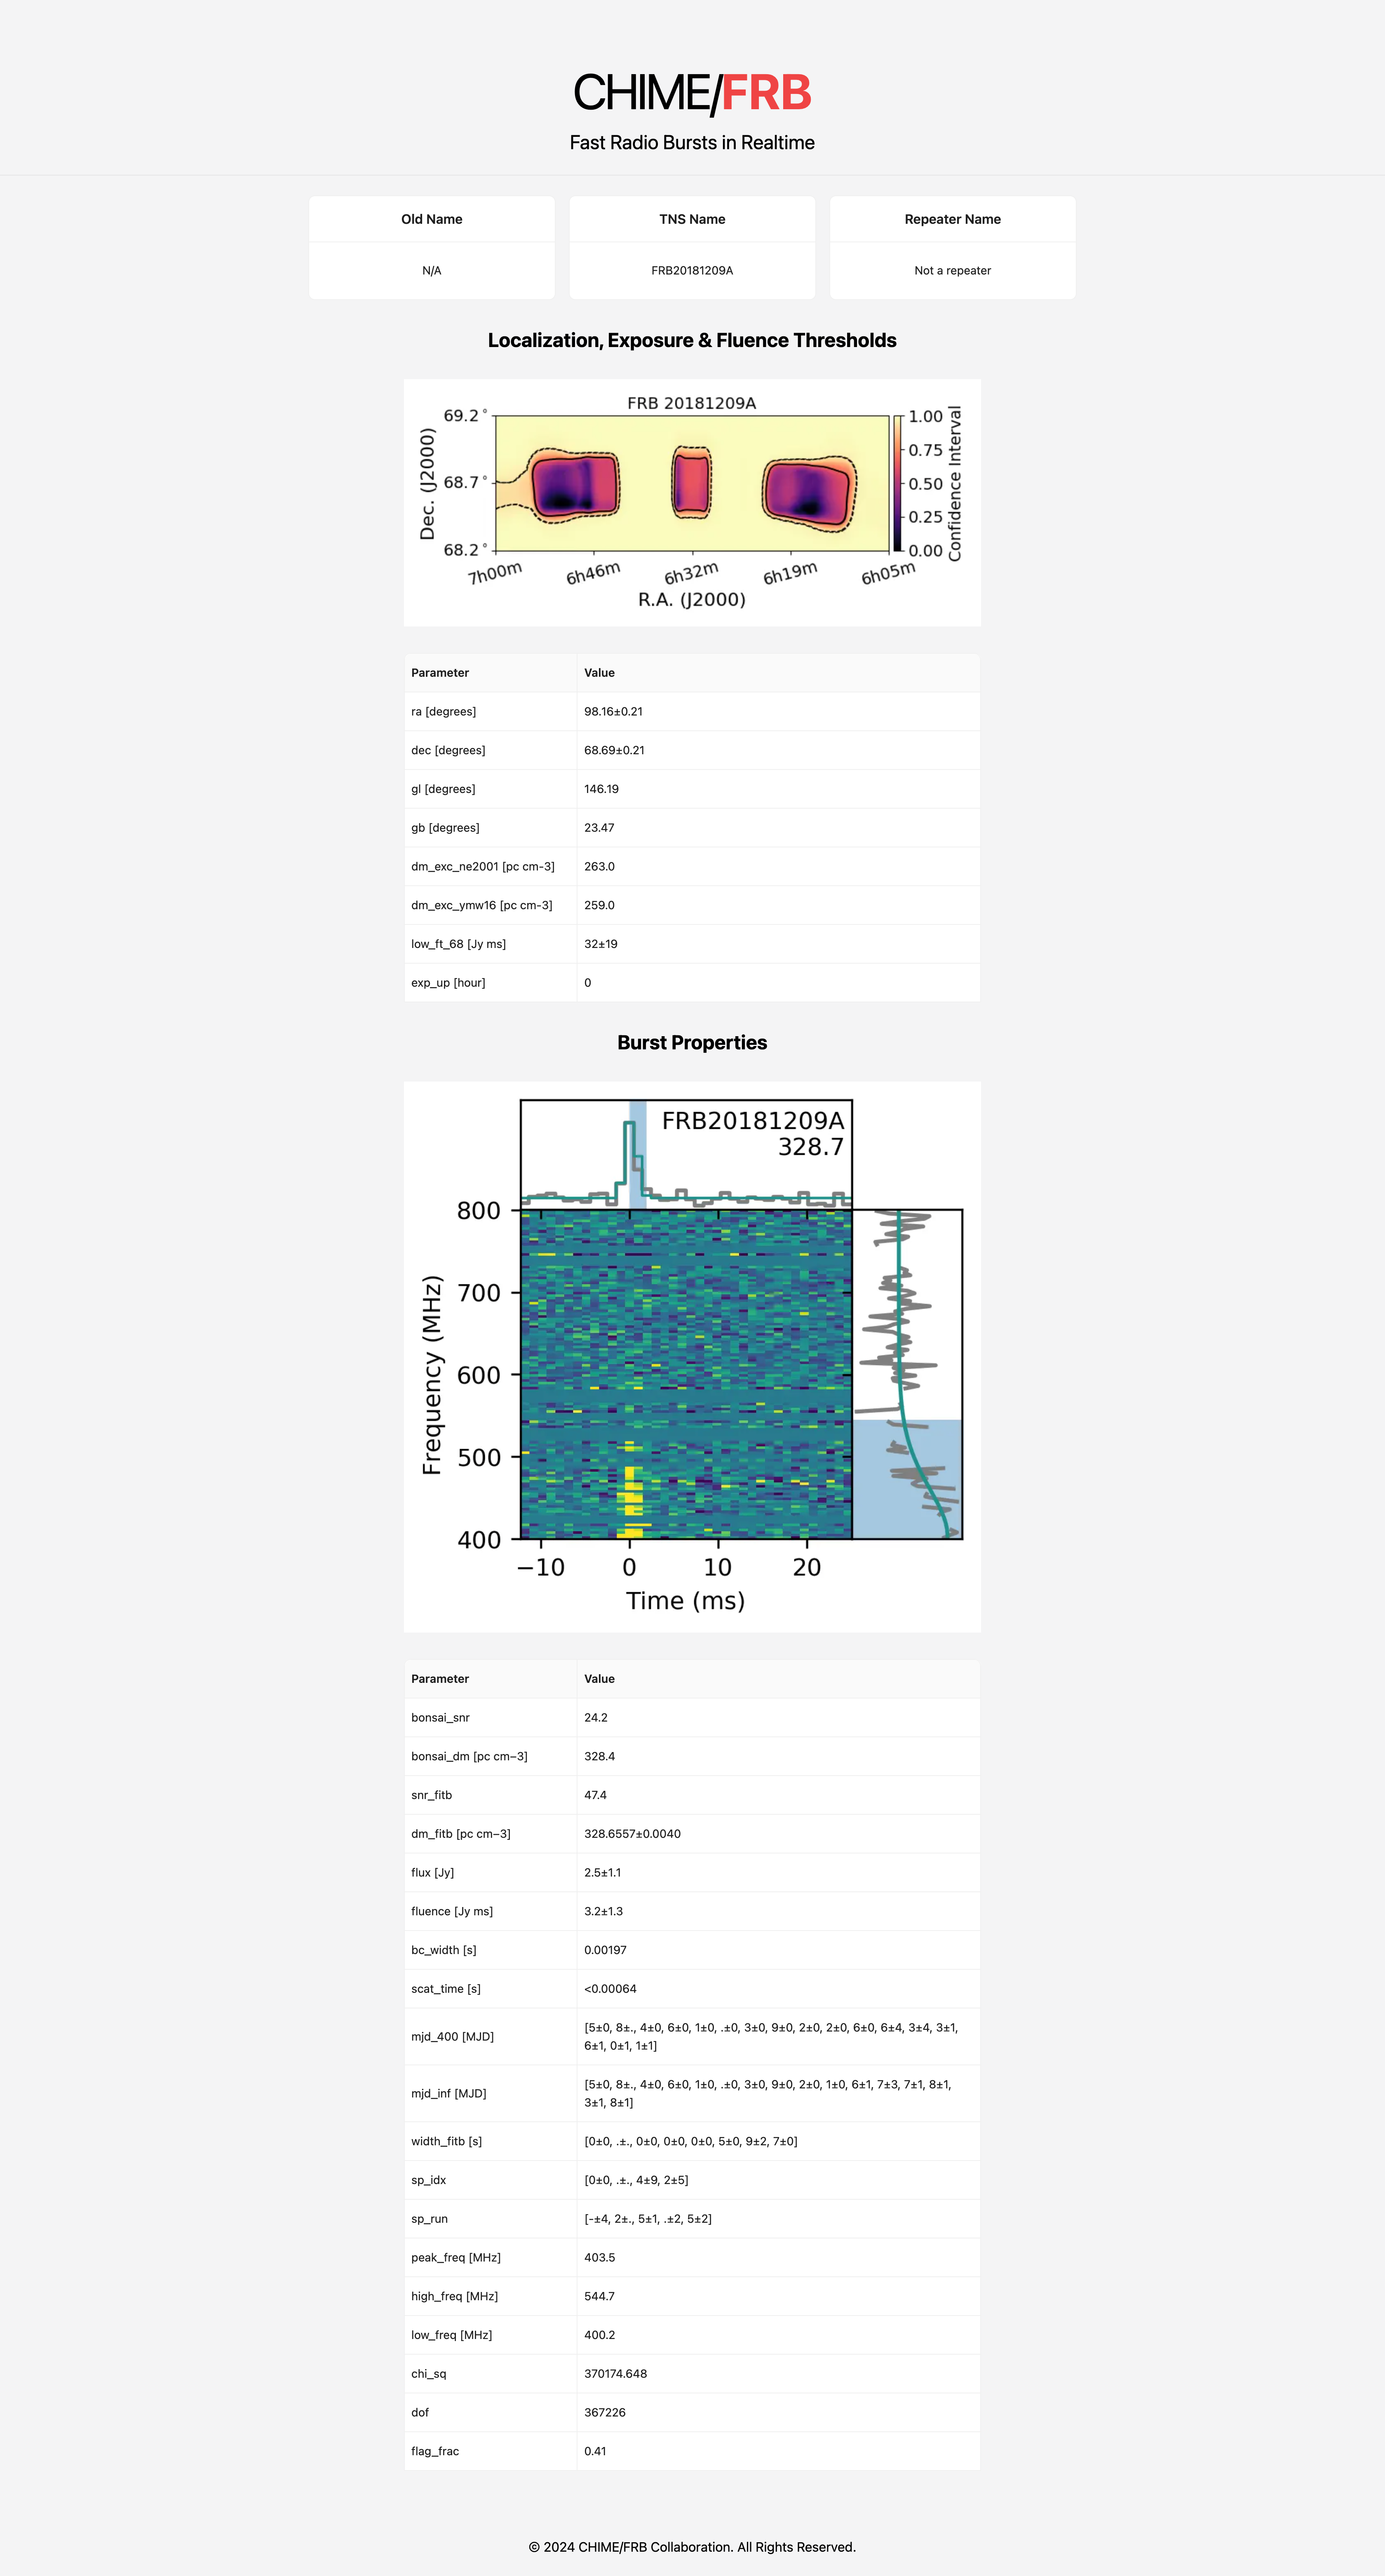 CHIME/FRB
Fast Radio Bursts in Realtime
Old Name
N/A
TNS Name
FRB20181209A
Repeater Name
Not a repeater
Localization, Exposure & Fluence Thresholds
FRB 20181209A
69.2°
68.7°
68.2°
Dec. (J2000)
7h00m 6h46m 6h32m 6h19m 6h05m
R.A. (J2000)
1.00
0.75
0.50
0.25
0.00
Confidence Interval
Parameter Value
ra [degrees] 98.16±0.21
dec [degrees] 68.69±0.21
gl [degrees] 146.19
gb [degrees] 23.47
dm_exc_ne2001 [pc cm-3] 263.0
dm_exc_ymw16 [pc cm-3] 259.0
low_ft_68 [Jy ms] 32±19
exp_up [hour] 0
Burst Properties
FRB20181209A
328.7
800
700
600
500
400
Frequency (MHz)
−10 0 10 20
Time (ms)
Parameter Value
bonsai_snr 24.2
bonsai_dm [pc cm−3] 328.4
snr_fitb 47.4
dm_fitb [pc cm−3] 328.6557±0.0040
flux [Jy] 2.5±1.1
fluence [Jy ms] 3.2±1.3
bc_width [s] 0.00197
scat_time [s] <0.00064
mjd_400 [MJD] [5±0, 8±., 4±0, 6±0, 1±0, .±0, 3±0, 9±0, 2±0, 2±0, 6±0, 6±4, 3±4, 3±1,
6±1, 0±1, 1±1]
mjd_inf [MJD] [5±0, 8±., 4±0, 6±0, 1±0, .±0, 3±0, 9±0, 2±0, 1±0, 6±1, 7±3, 7±1, 8±1,
3±1, 8±1]
width_fitb [s] [0±0, .±., 0±0, 0±0, 0±0, 5±0, 9±2, 7±0]
sp_idx [0±0, .±., 4±9, 2±5]
sp_run [-±4, 2±., 5±1, .±2, 5±2]
peak_freq [MHz] 403.5
high_freq [MHz] 544.7
low_freq [MHz] 400.2
chi_sq 370174.648
dof 367226
flag_frac 0.41
© 2024 CHIME/FRB Collaboration. All Rights Reserved.